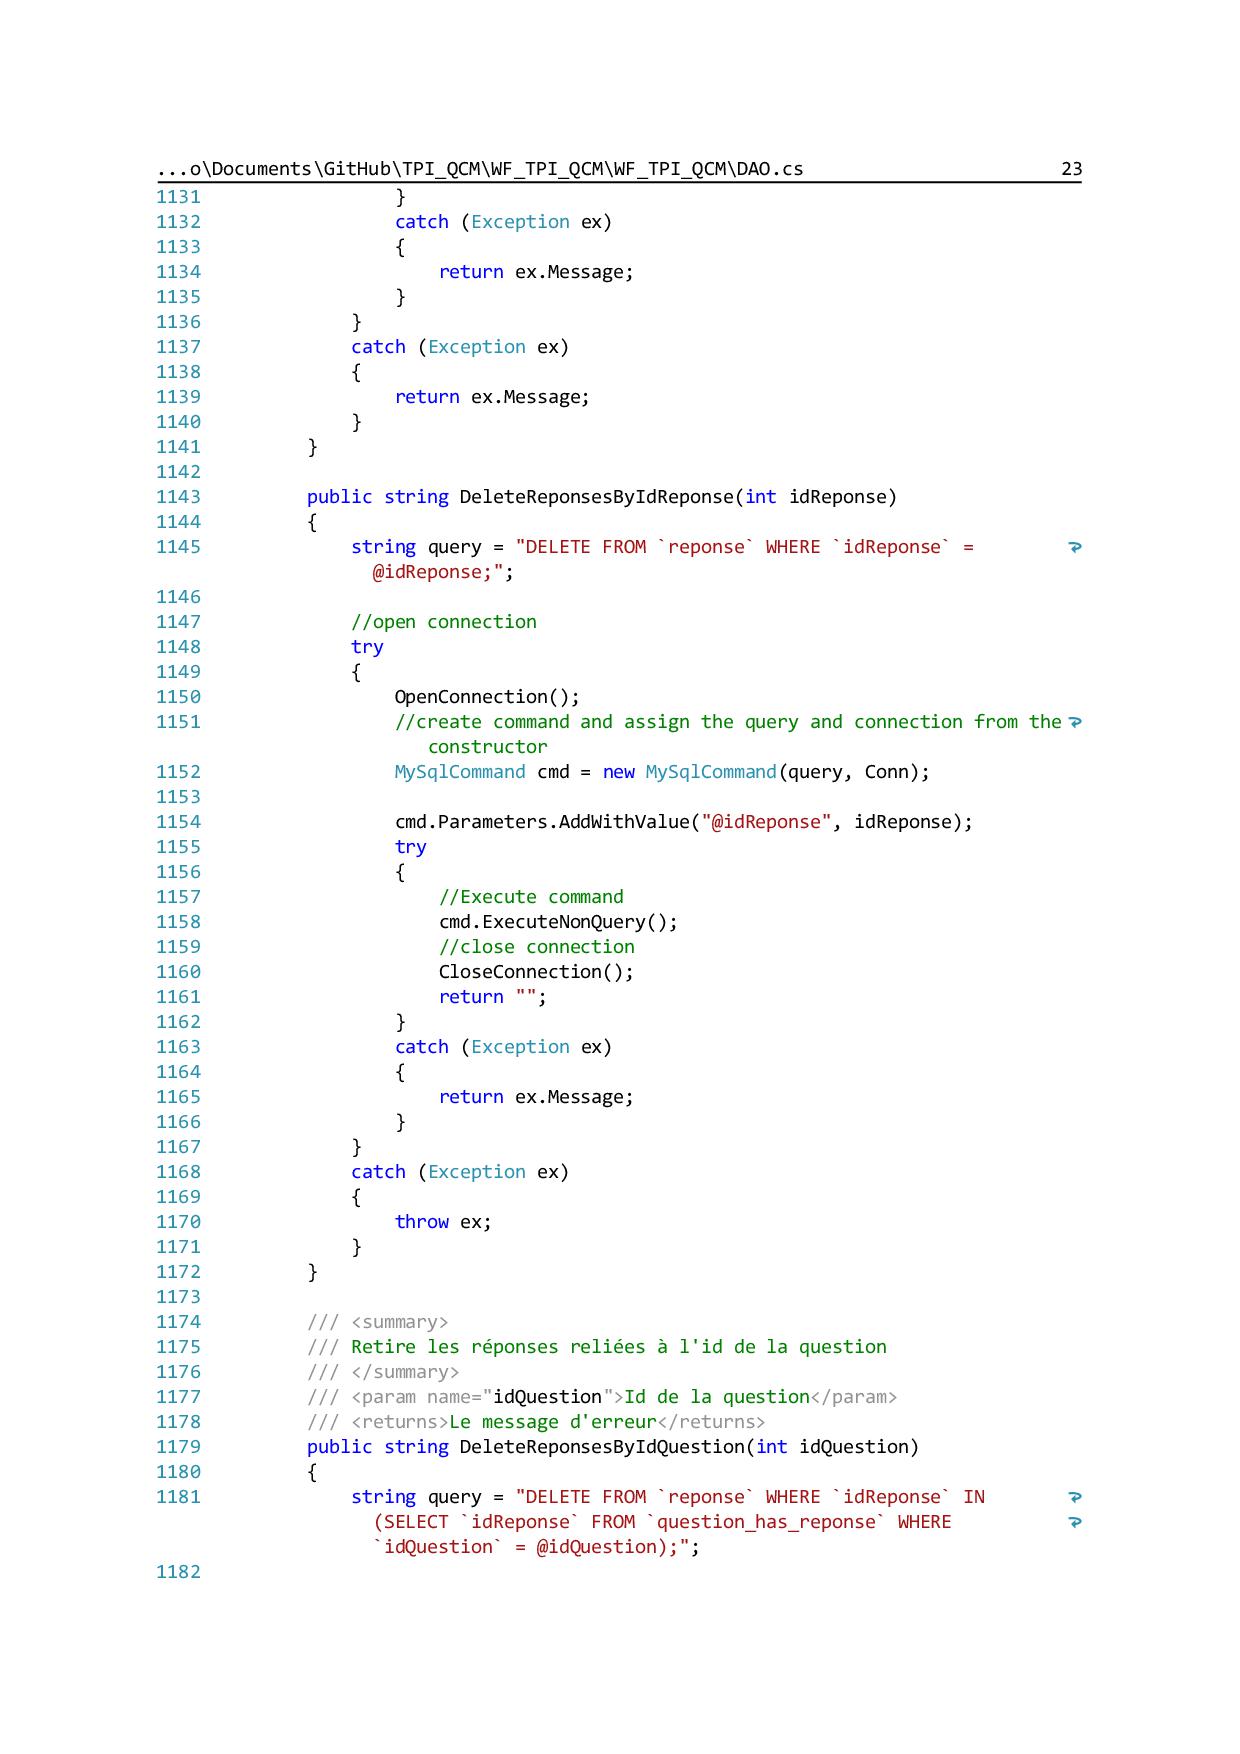 ...o\Documents\GitHub\TPI_QCM\WF_TPI_QCM\WF_TPI_QCM\DAO.cs 23
1131 }
1132 catch (Exception ex)
1133 {
1134 return ex.Message;
1135 }
1136 }
1137 catch (Exception ex)
1138 {
1139 return ex.Message;
1140 }
1141 }
1142
1143 public string DeleteReponsesByIdReponse(int idReponse)
1144 {
1145 string query = "DELETE FROM `reponse` WHERE `idReponse` =
@idReponse;";
1146
1147 //open connection
1148 try
1149 {
1150 OpenConnection();
1151 //create command and assign the query and connection from the
constructor
1152 MySqlCommand cmd = new MySqlCommand(query, Conn);
1153
1154 cmd.Parameters.AddWithValue("@idReponse", idReponse);
1155 try
1156 {
1157 //Execute command
1158 cmd.ExecuteNonQuery();
1159 //close connection
1160 CloseConnection();
1161 return "";
1162 }
1163 catch (Exception ex)
1164 {
1165 return ex.Message;
1166 }
1167 }
1168 catch (Exception ex)
1169 {
1170 throw ex;
1171 }
1172 }
1173
1174 /// <summary>
1175 /// Retire les réponses reliées à l'id de la question
1176 /// </summary>
1177 /// <param name="idQuestion">Id de la question</param>
1178 /// <returns>Le message d'erreur</returns>
1179 public string DeleteReponsesByIdQuestion(int idQuestion)
1180 {
1181 string query = "DELETE FROM `reponse` WHERE `idReponse` IN
(SELECT `idReponse` FROM `question_has_reponse` WHERE
`idQuestion` = @idQuestion);";
1182